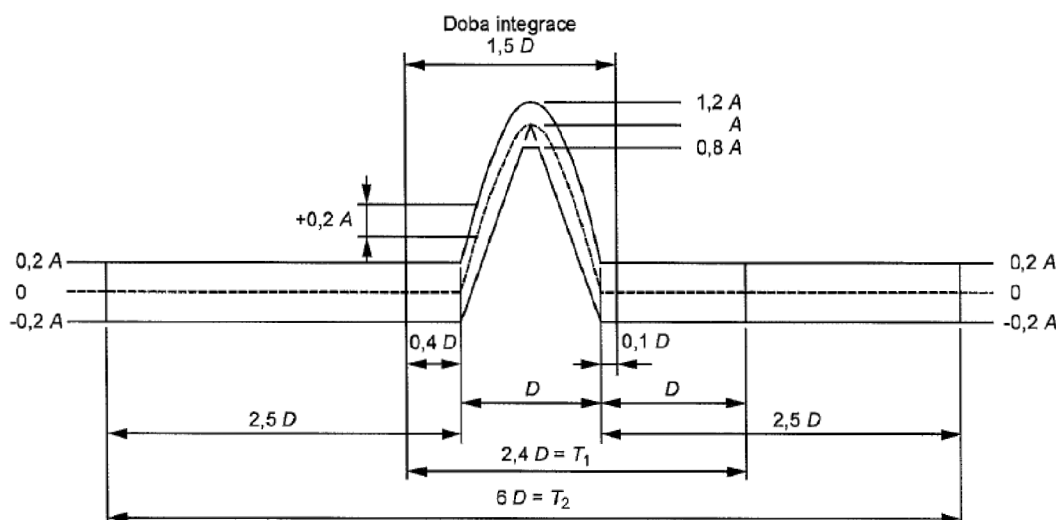 Doba integrace
1,5 D
1,2 A
A
0,8 A
+0,2 A
0,2 A
0,2 A
0
0
-0,2 A
-0,2 A
0,4 D
0,1 D
D
D
2,5 D
2,5 D
2,4 D = T₁
6 D = T₂